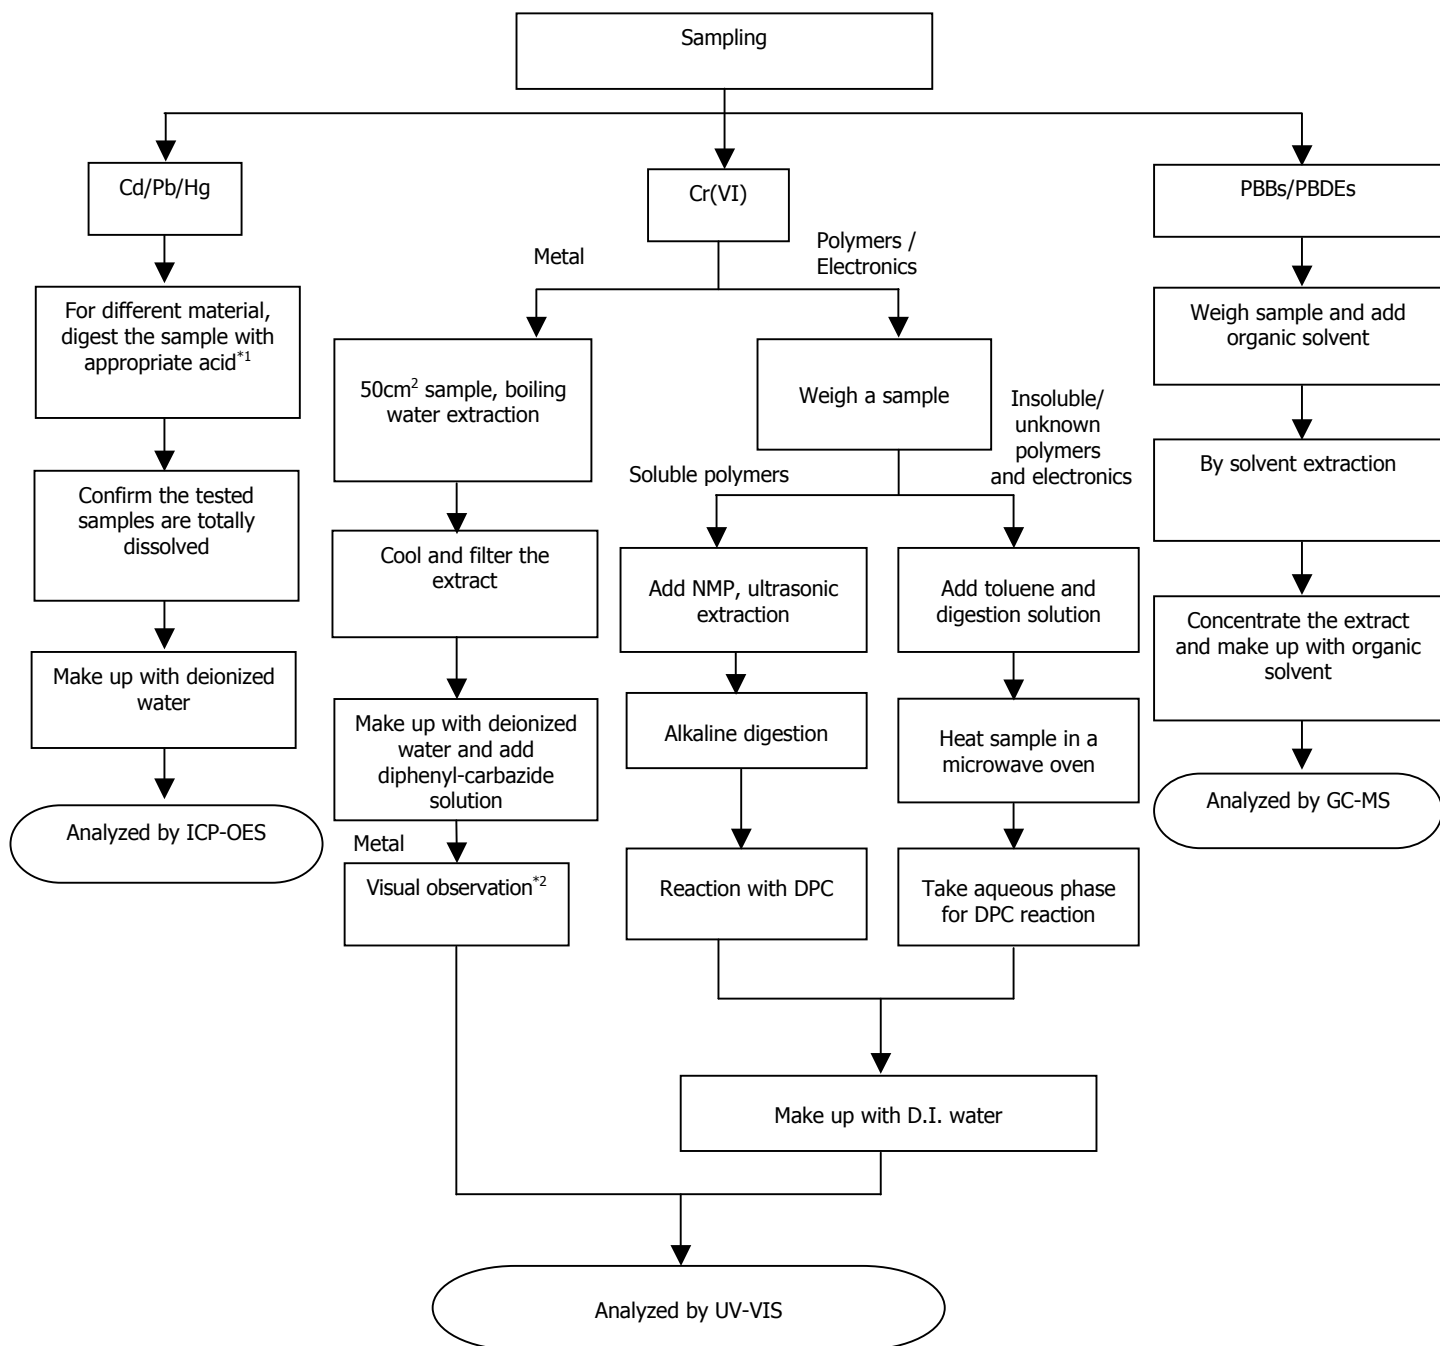 Sampling
Cd/Pb/Hg
For different material,
digest the sample with
appropriate acid*1
Confirm the tested
samples are totally
dissolved
Make up with deionized
water
Analyzed by ICP-OES
Cr(VI)
Metal
Polymers /
Electronics
50cm2 sample, boiling
water extraction
Cool and filter the
extract
Make up with deionized
water and add
diphenyl-carbazide
solution
Metal
Visual observation*2
Weigh a sample
Soluble polymers
Insoluble/
unknown
polymers
and electronics
Add NMP, ultrasonic
extraction
Alkaline digestion
Reaction with DPC
Add toluene and
digestion solution
Heat sample in a
microwave oven
Take aqueous phase
for DPC reaction
Make up with D.I. water
Analyzed by UV-VIS
PBBs/PBDEs
Weigh sample and add
organic solvent
By solvent extraction
Concentrate the extract
and make up with organic
solvent
Analyzed by GC-MS